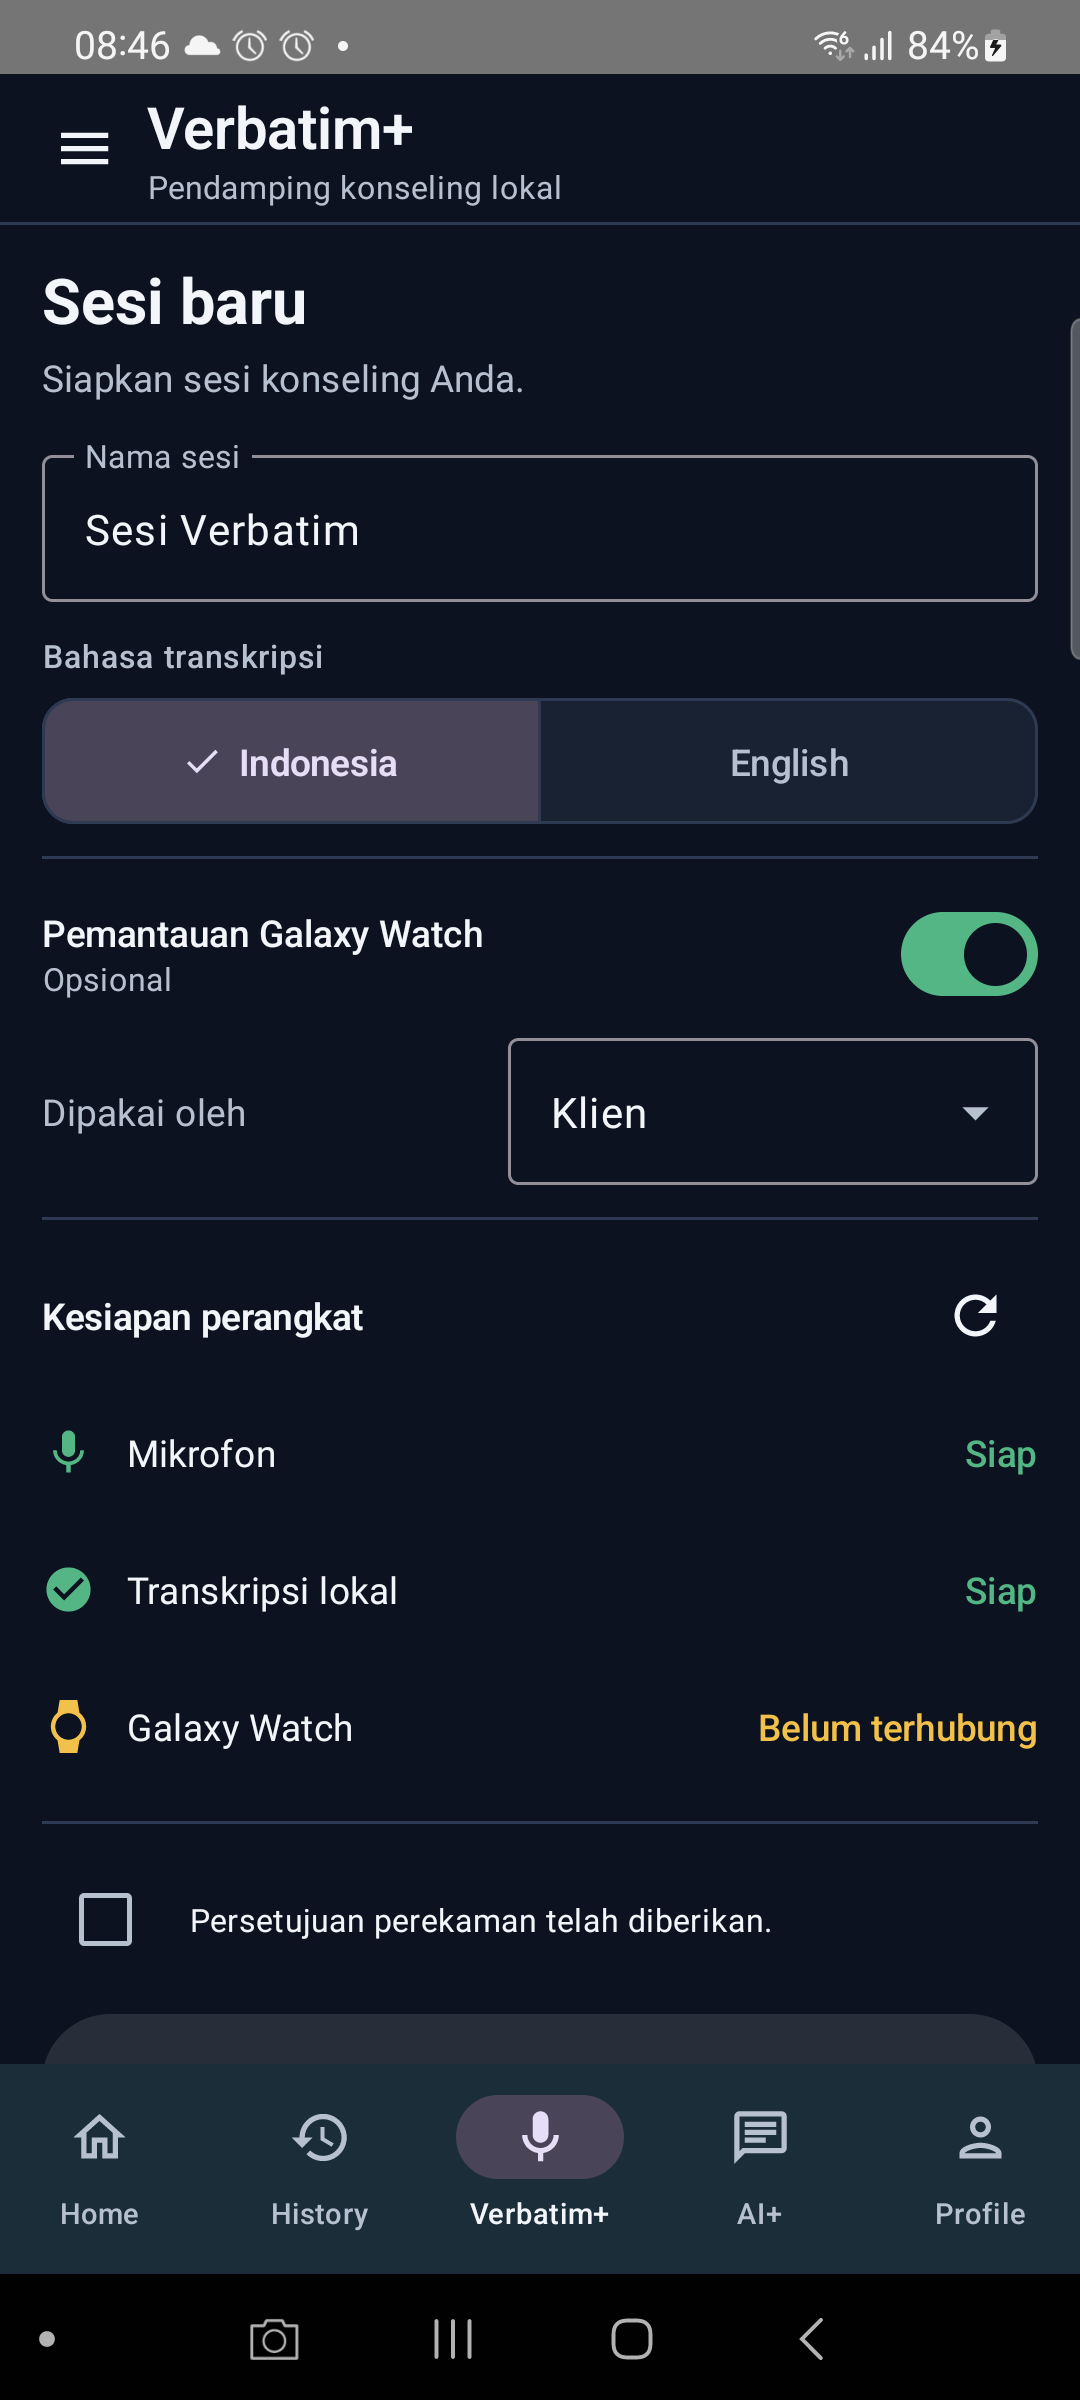 08:46
84%
Verbatim+
Pendamping konseling lokal
Sesi baru
Siapkan sesi konseling Anda.
Nama sesi
Sesi Verbatim
Bahasa transkripsi
Indonesia
English
Pemantauan Galaxy Watch
Opsional
Dipakai oleh
Klien
Kesiapan perangkat
Mikrofon
Siap
Transkripsi lokal
Siap
Galaxy Watch
Belum terhubung
Persetujuan perekaman telah diberikan.
Home
History
Verbatim+
AI+
Profile